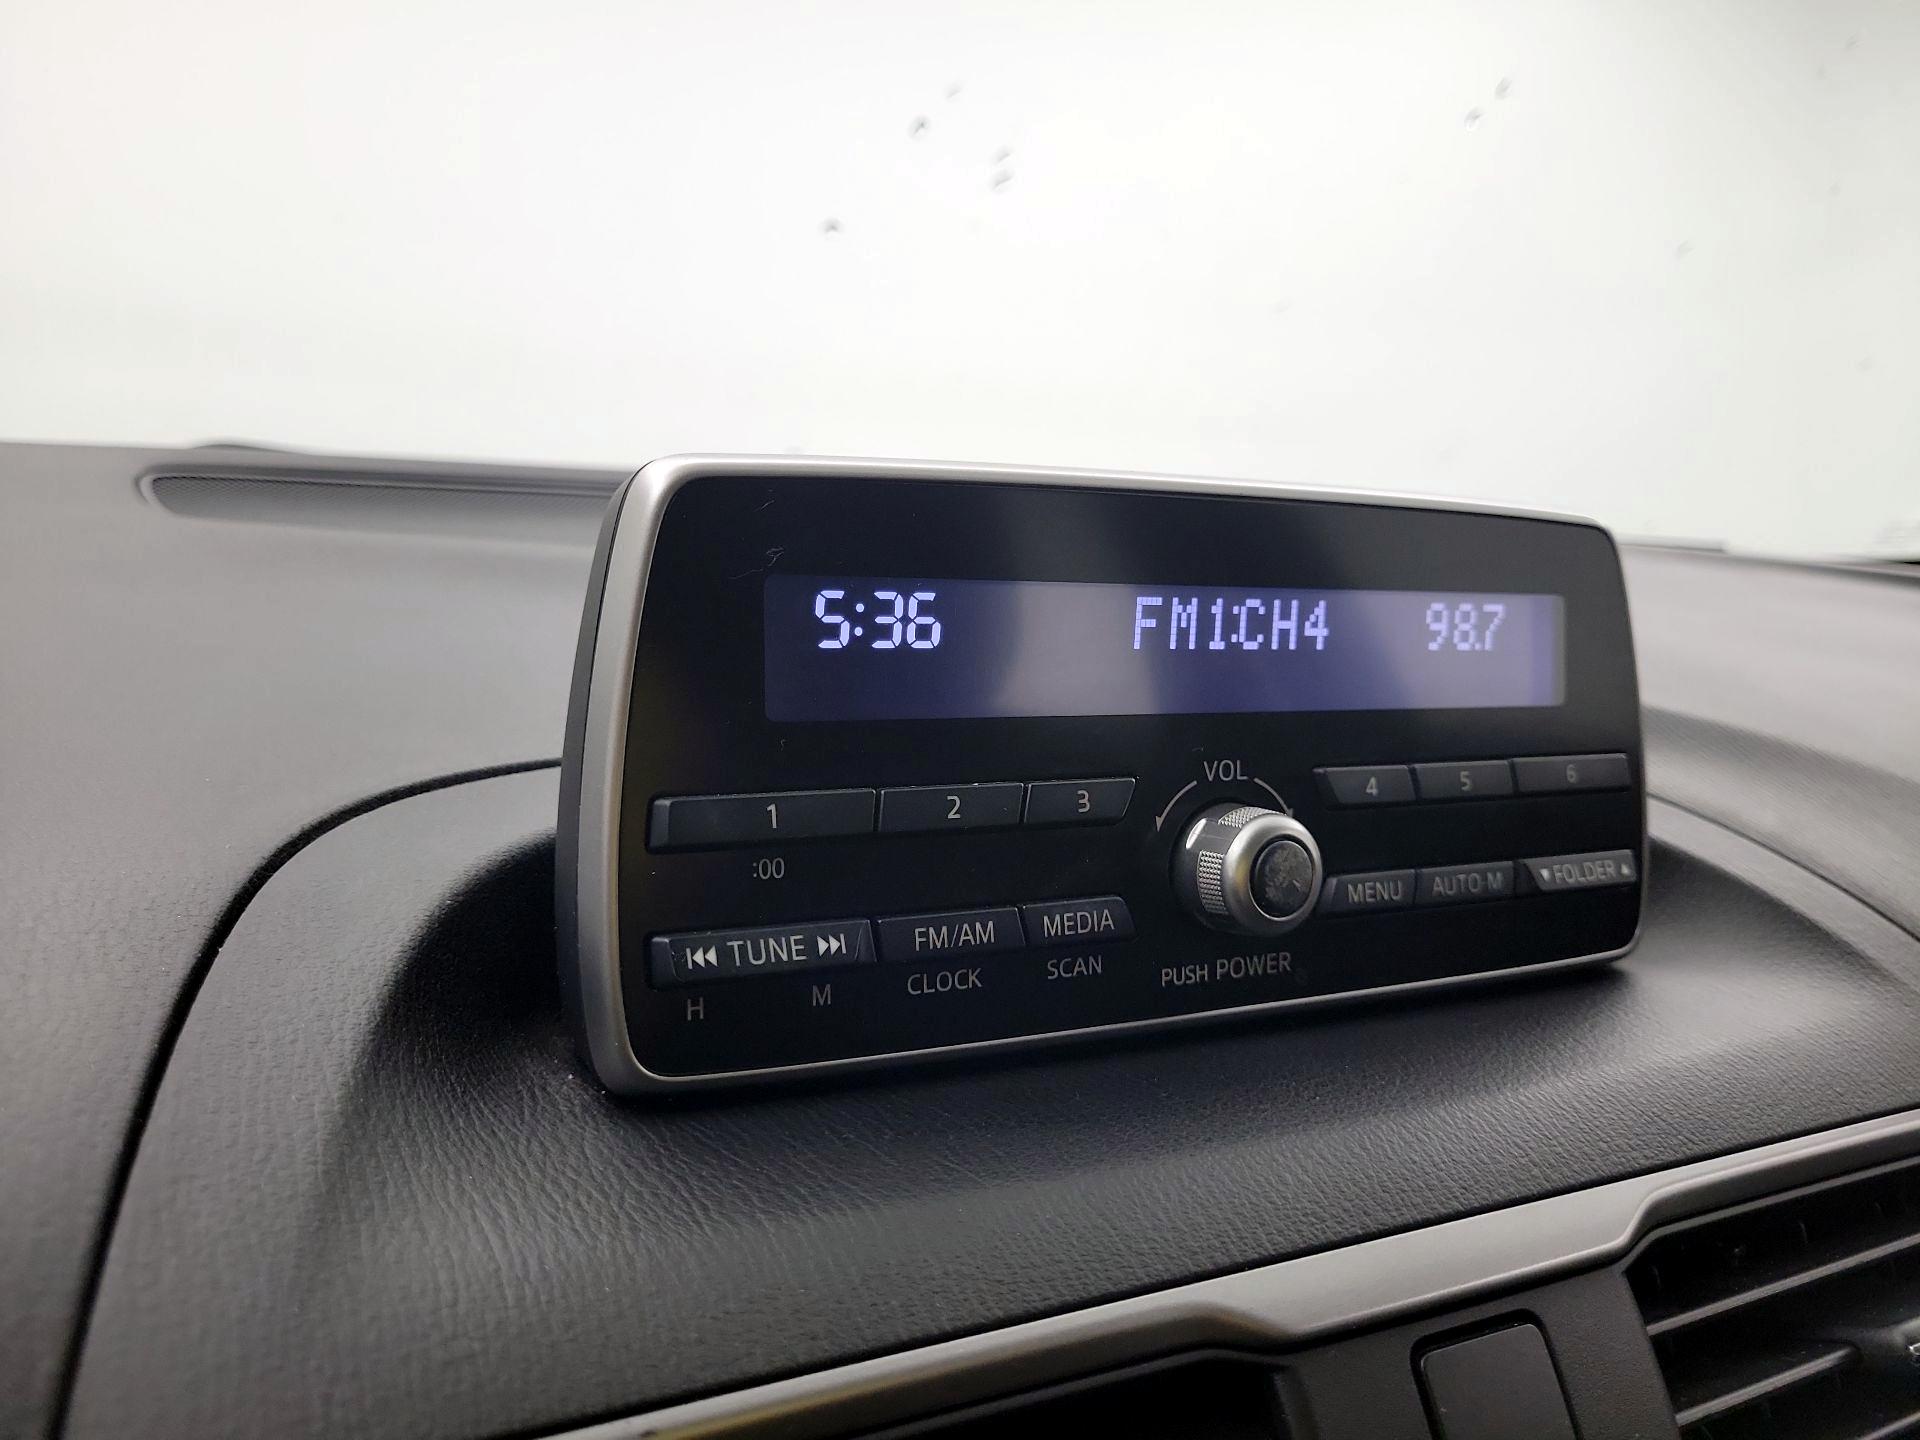 5:36 FM1:CH4 98.7
VOL
1 2 3 4 5 6
:00
MENU AUTO-M ▼FOLDER▲
⏮ TUNE ⏭ FM/AM MEDIA
H M CLOCK SCAN PUSH POWER